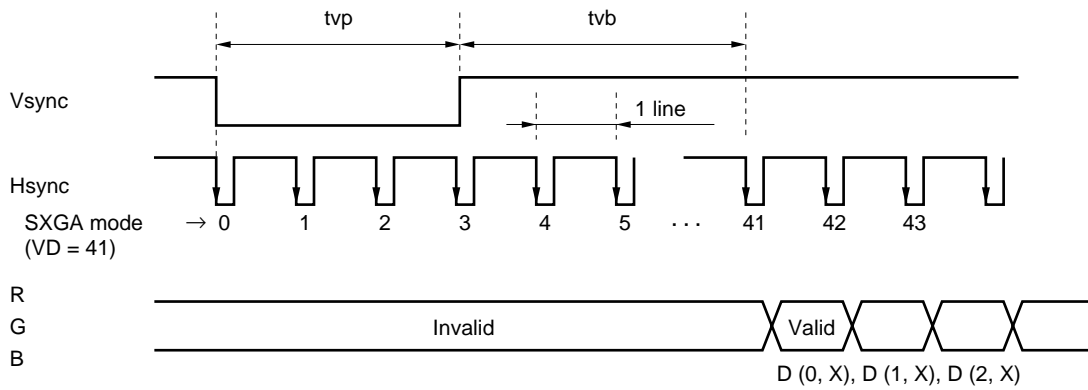 tvp tvb
Vsync
1 line
Hsync
SXGA mode → 0 1 2 3 4 5 . . . 41 42 43
(VD = 41)
R
G Invalid Valid
B
D (0, X), D (1, X), D (2, X)